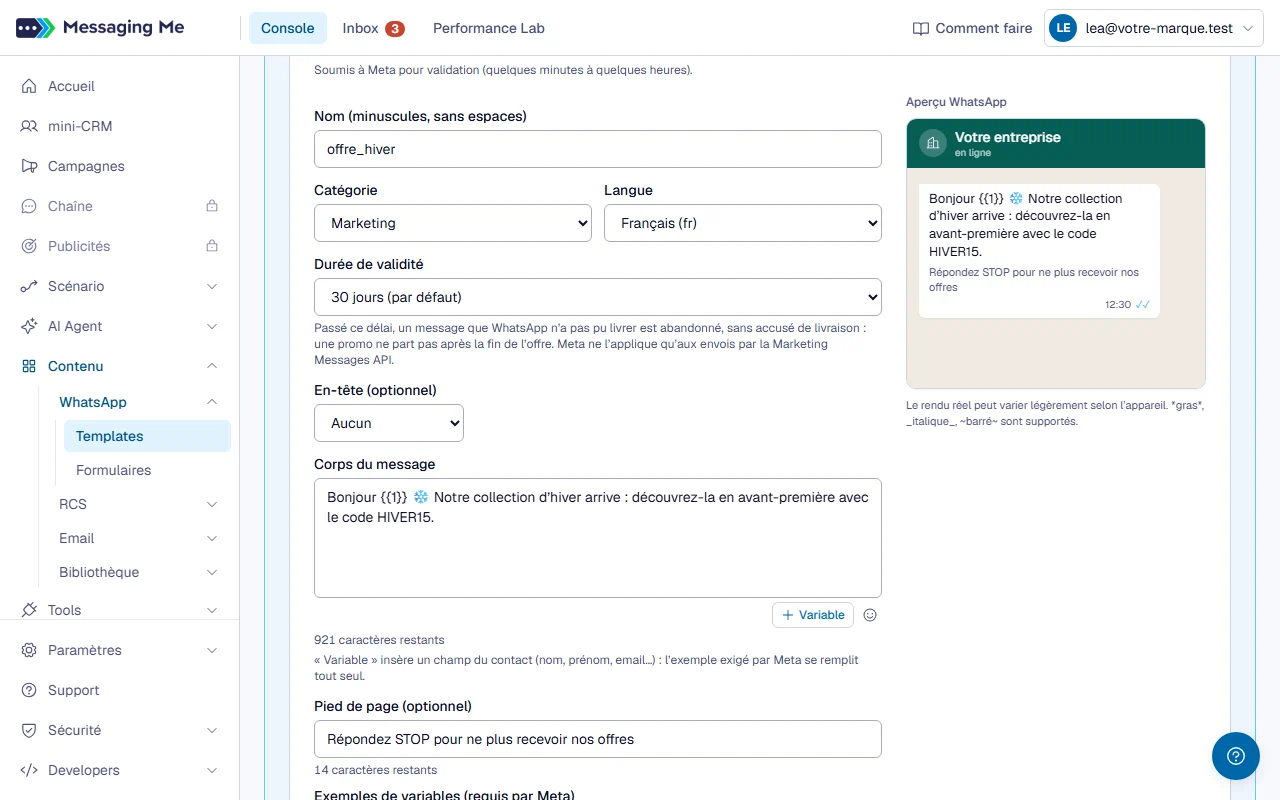 Messaging Me
Console
Inbox 3
Performance Lab
Comment faire
LE lea@votre-marque.test
Accueil
mini-CRM
Campagnes
Chaîne
Publicités
Scénario
AI Agent
Contenu
WhatsApp
Templates
Formulaires
RCS
Email
Bibliothèque
Tools
Paramètres
Support
Sécurité
Developers
Soumis à Meta pour validation (quelques minutes à quelques heures).
Nom (minuscules, sans espaces)
offre_hiver
Catégorie
Langue
Marketing
Français (fr)
Durée de validité
30 jours (par défaut)
Passé ce délai, un message que WhatsApp n'a pas pu livrer est abandonné, sans accusé de livraison :
une promo ne part pas après la fin de l'offre. Meta ne l'applique qu'aux envois par la Marketing
Messages API.
En-tête (optionnel)
Aucun
Corps du message
Bonjour {{1}} ❄️ Notre collection d'hiver arrive : découvrez-la en avant-première avec
le code HIVER15.
+ Variable
921 caractères restants
« Variable » insère un champ du contact (nom, prénom, email…) : l'exemple exigé par Meta se remplit
tout seul.
Pied de page (optionnel)
Répondez STOP pour ne plus recevoir nos offres
14 caractères restants
Exemples de variables (requis par Meta)
Aperçu WhatsApp
Votre entreprise
en ligne
Bonjour {{1}} ❄️ Notre collection
d'hiver arrive : découvrez-la en
avant-première avec le code
HIVER15.
Répondez STOP pour ne plus recevoir nos
offres
12:30
Le rendu réel peut varier légèrement selon l'appareil. *gras*,
_italique_, ~barré~ sont supportés.